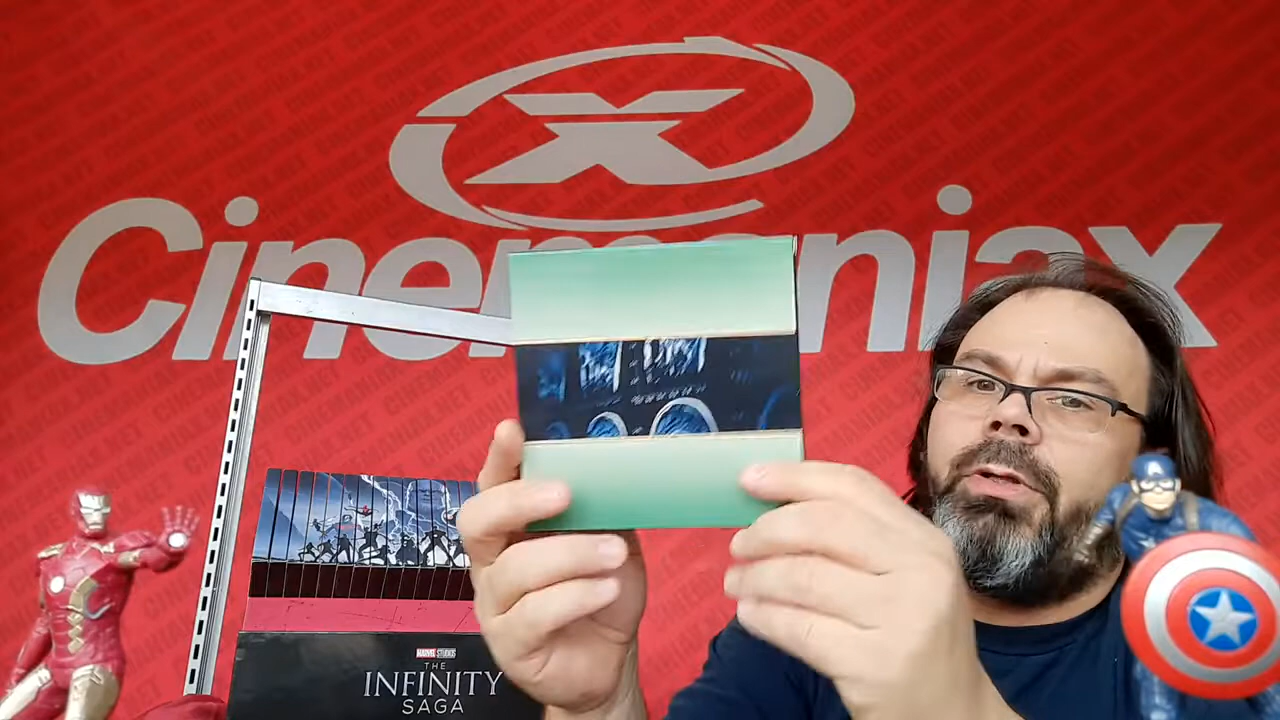 X
Cinemaniax
MARVEL STUDIOS
THE
INFINITY
SAGA